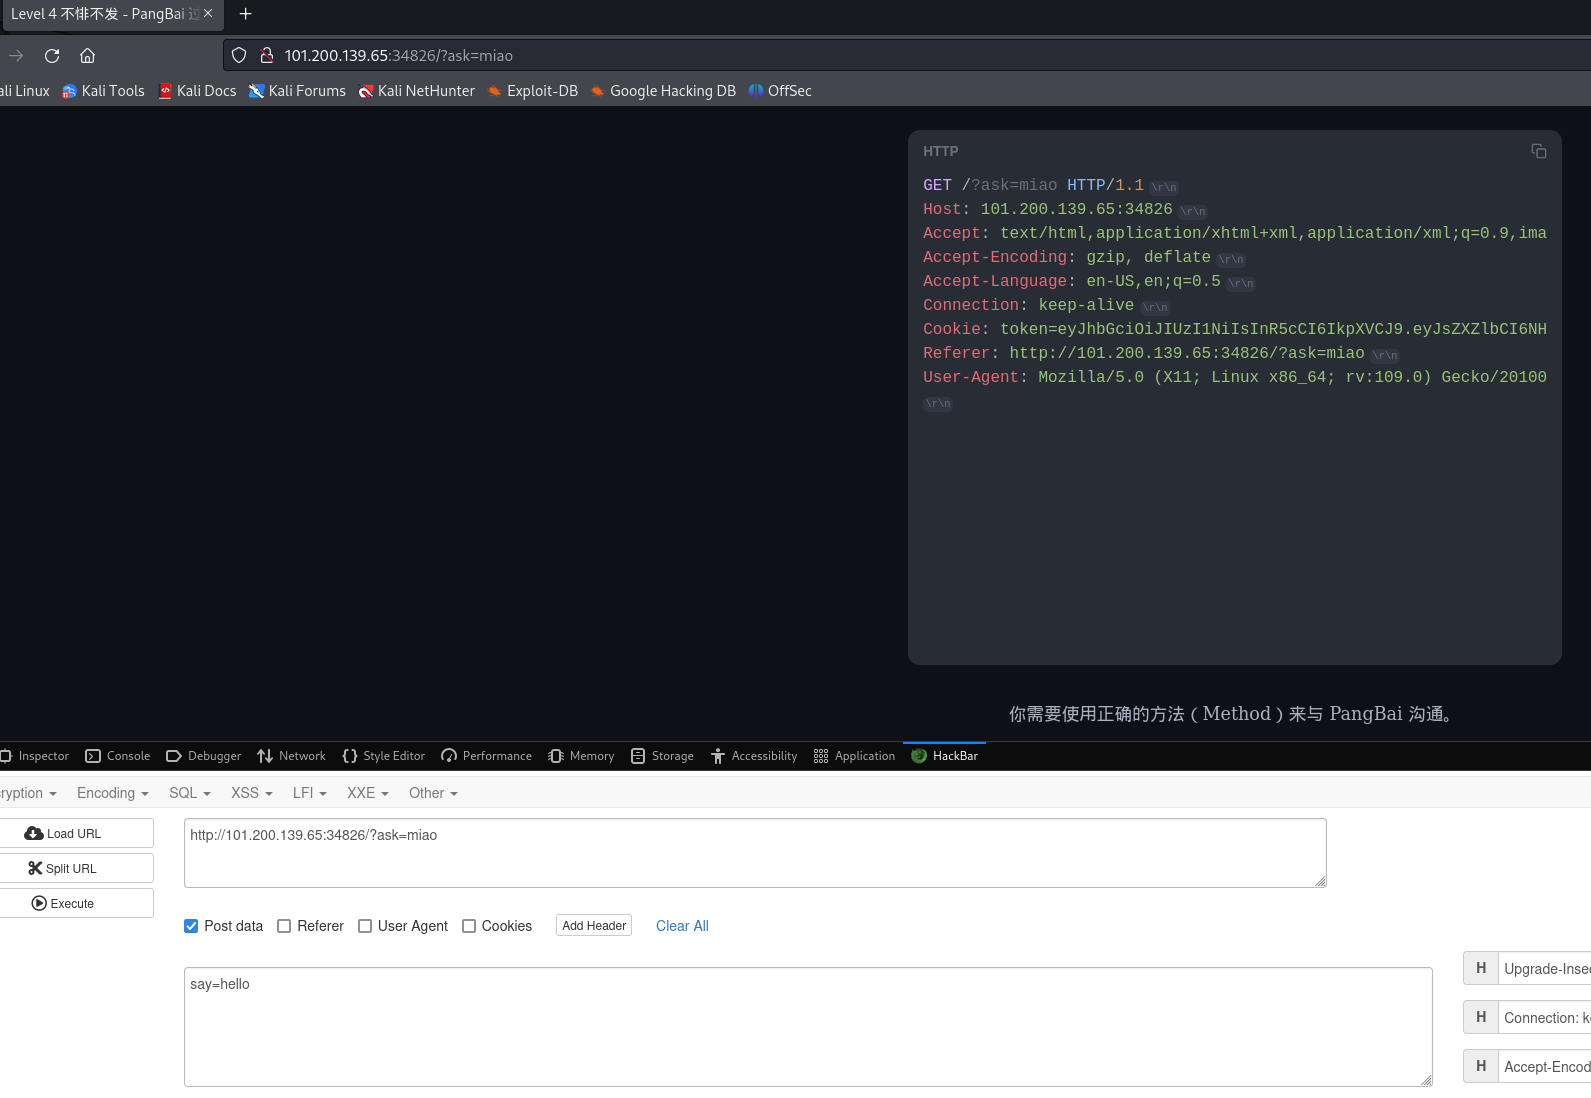 Level 4 不悱不发 - PangBai 过
101.200.139.65:34826/?ask=miao
ali Linux Kali Tools Kali Docs Kali Forums Kali NetHunter Exploit-DB Google Hacking DB OffSec
HTTP
GET /?ask=miao HTTP/1.1 \r\n
Host: 101.200.139.65:34826 \r\n
Accept: text/html,application/xhtml+xml,application/xml;q=0.9,ima
Accept-Encoding: gzip, deflate \r\n
Accept-Language: en-US,en;q=0.5 \r\n
Connection: keep-alive \r\n
Cookie: token=eyJhbGciOiJIUzI1NiIsInR5cCI6IkpXVCJ9.eyJsZXZlbCI6NH
Referer: http://101.200.139.65:34826/?ask=miao \r\n
User-Agent: Mozilla/5.0 (X11; Linux x86_64; rv:109.0) Gecko/20100
\r\n
你需要使用正确的方法（Method）来与 PangBai 沟通。
Inspector Console Debugger Network Style Editor Performance Memory Storage Accessibility Application HackBar
ryption Encoding SQL XSS LFI XXE Other
Load URL
http://101.200.139.65:34826/?ask=miao
Split URL
Execute
Post data Referer User Agent Cookies Add Header Clear All
say=hello
H Upgrade-Insec
H Connection: k
H Accept-Encod